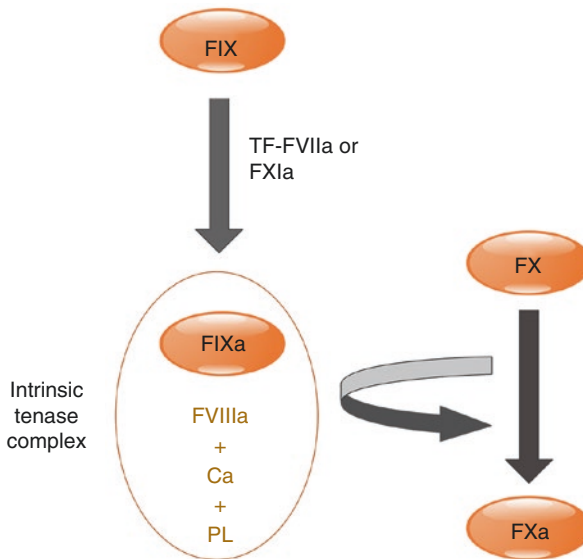 FIX
TF-FVIIa or
FXIa
FX
FIXa
Intrinsic
tenase
complex
FVIIIa
+
Ca
+
PL
FXa